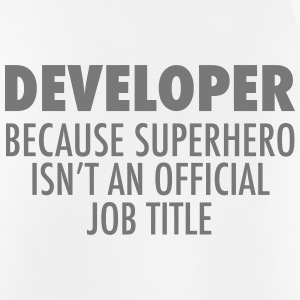 DEVELOPER
BECAUSE SUPERHERO
ISN'T AN OFFICIAL
JOB TITLE